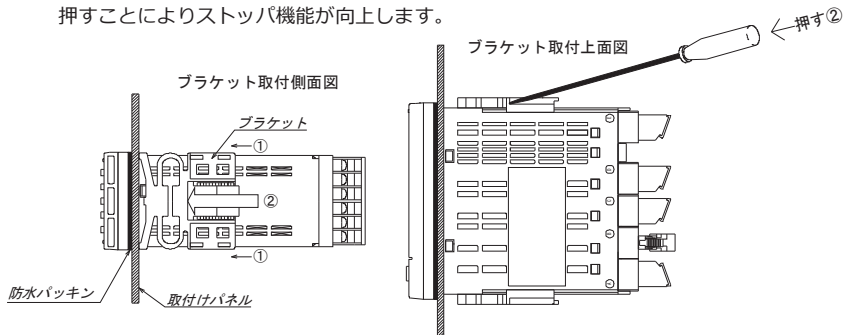 押すことによりストッパ機能が向上します。
押す②
ブラケット取付上面図
ブラケット取付側面図
ブラケット
①
②
①
防水パッキン
取付けパネル